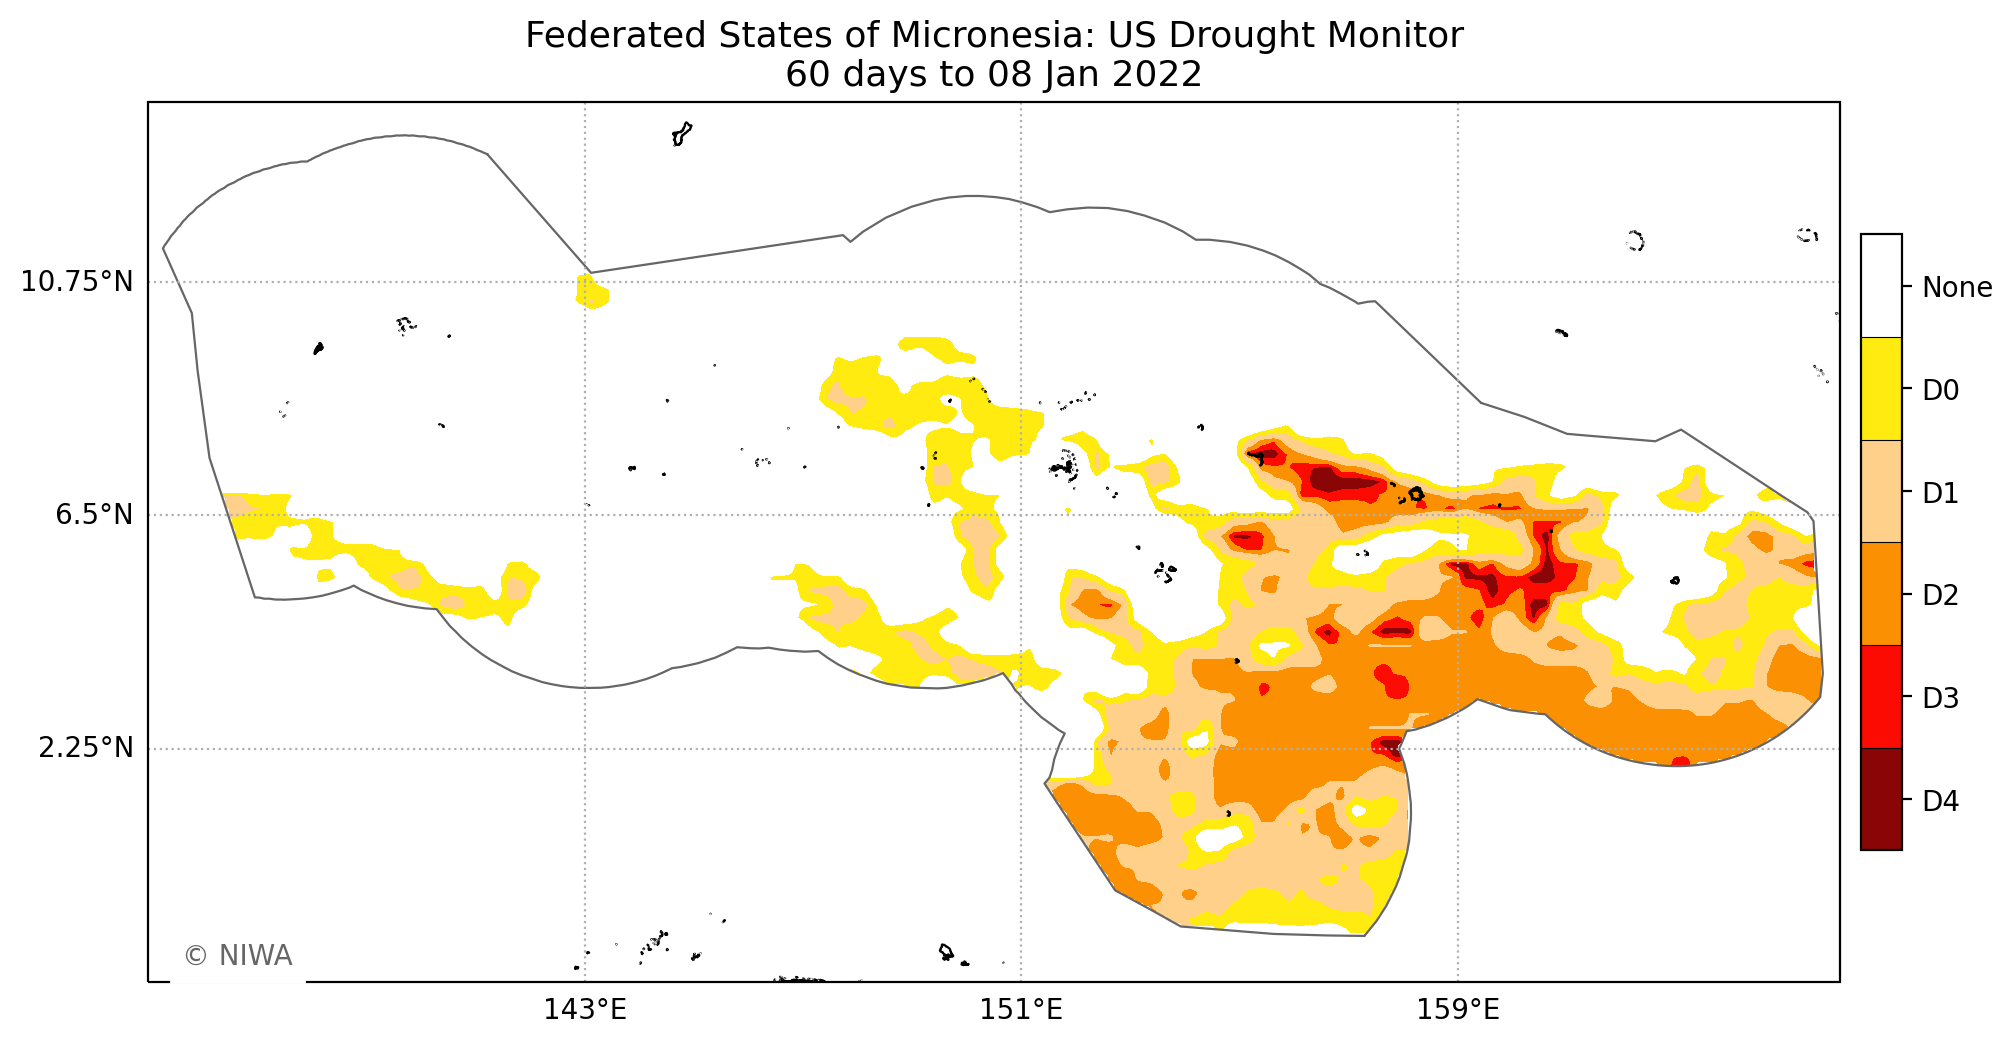 Federated States of Micronesia: US Drought Monitor
60 days to 08 Jan 2022
10.75°N
6.5°N
2.25°N
143°E
151°E
159°E
None
D0
D1
D2
D3
D4
© NIWA